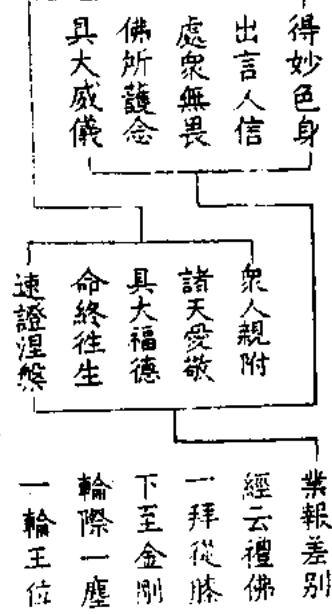 得妙色身
出言人信
處衆無畏
佛所護念
具大威儀
衆人親附
諸天愛敬
具大福德
命終徃生
速證涅槃
業報差別
經云禮佛
一拜從膝
下至金剛
輪際一塵
一輪王位